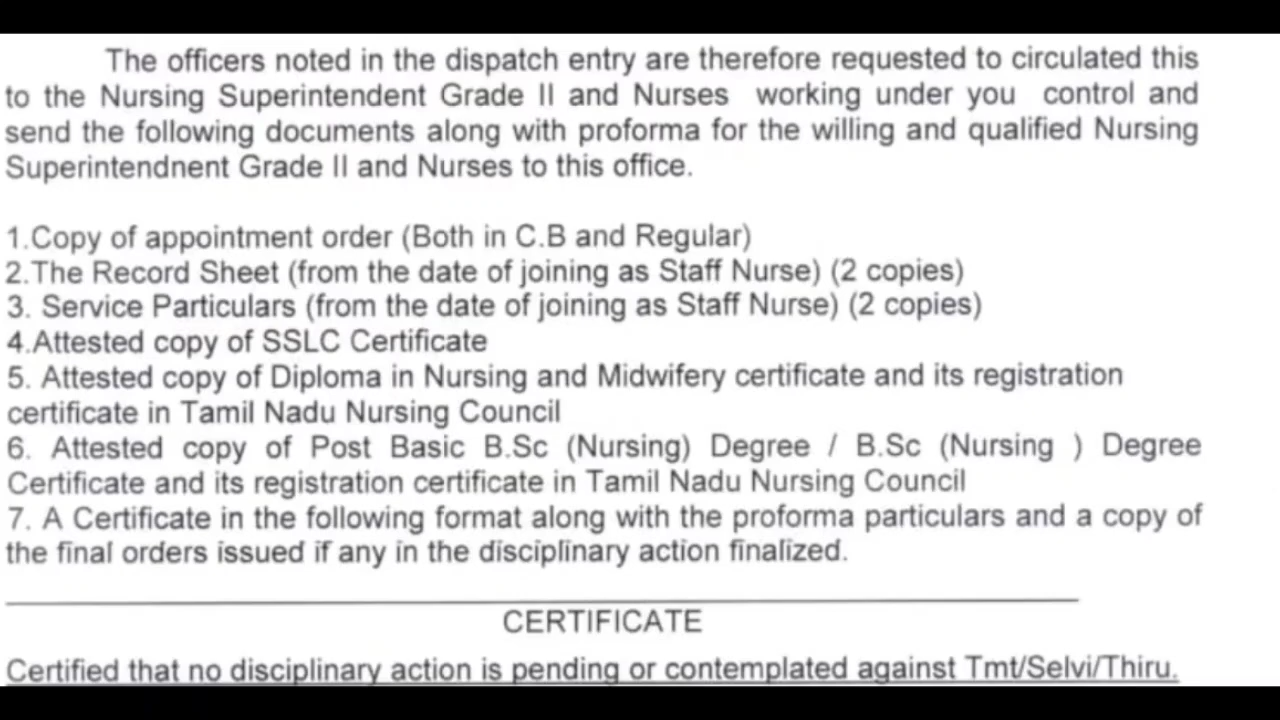 The officers noted in the dispatch entry are therefore requested to circulated this
to the Nursing Superintendent Grade II and Nurses working under you control and
send the following documents along with proforma for the willing and qualified Nursing
Superintendnent Grade II and Nurses to this office.
1.Copy of appointment order (Both in C.B and Regular)
2.The Record Sheet (from the date of joining as Staff Nurse) (2 copies)
3. Service Particulars (from the date of joining as Staff Nurse) (2 copies)
4.Attested copy of SSLC Certificate
5. Attested copy of Diploma in Nursing and Midwifery certificate and its registration
certificate in Tamil Nadu Nursing Council
6. Attested copy of Post Basic B.Sc (Nursing) Degree / B.Sc (Nursing ) Degree
Certificate and its registration certificate in Tamil Nadu Nursing Council
7. A Certificate in the following format along with the proforma particulars and a copy of
the final orders issued if any in the disciplinary action finalized.
CERTIFICATE
Certified that no disciplinary action is pending or contemplated against Tmt/Selvi/Thiru.